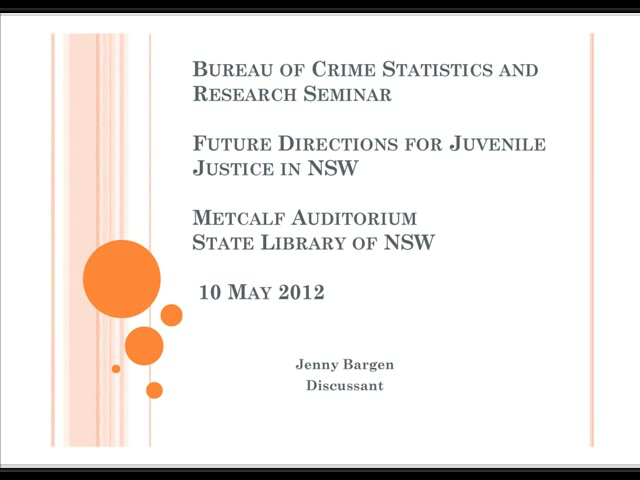 Bureau of Crime Statistics and
Research Seminar
Future Directions for Juvenile
Justice in NSW
Metcalf Auditorium
State Library of NSW
10 May 2012
Jenny Bargen
Discussant